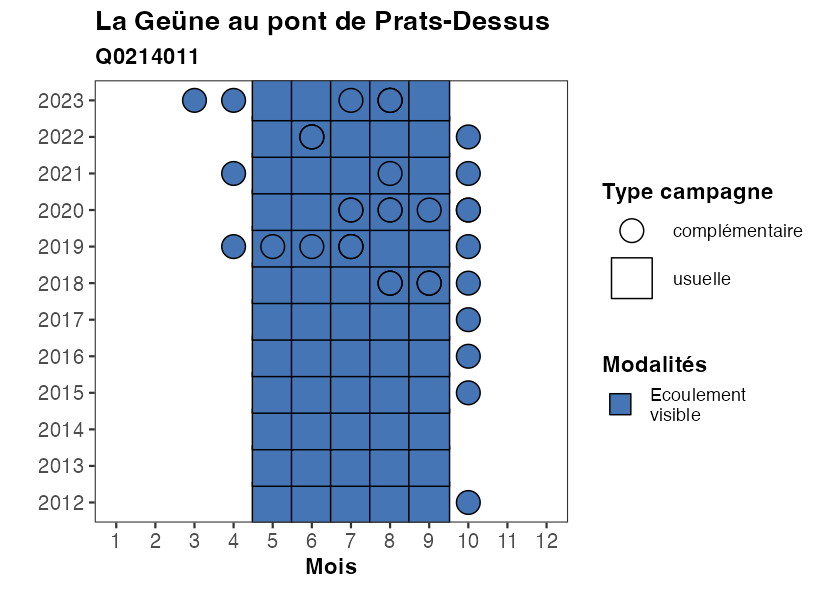 La Geüne au pont de Prats-Dessus
Q0214011
2023
2022
2021
2020
2019
2018
2017
2016
2015
2014
2013
2012
1 2 3 4 5 6 7 8 9 10 11 12
Mois
Type campagne
complémentaire
usuelle
Modalités
Ecoulement
visible